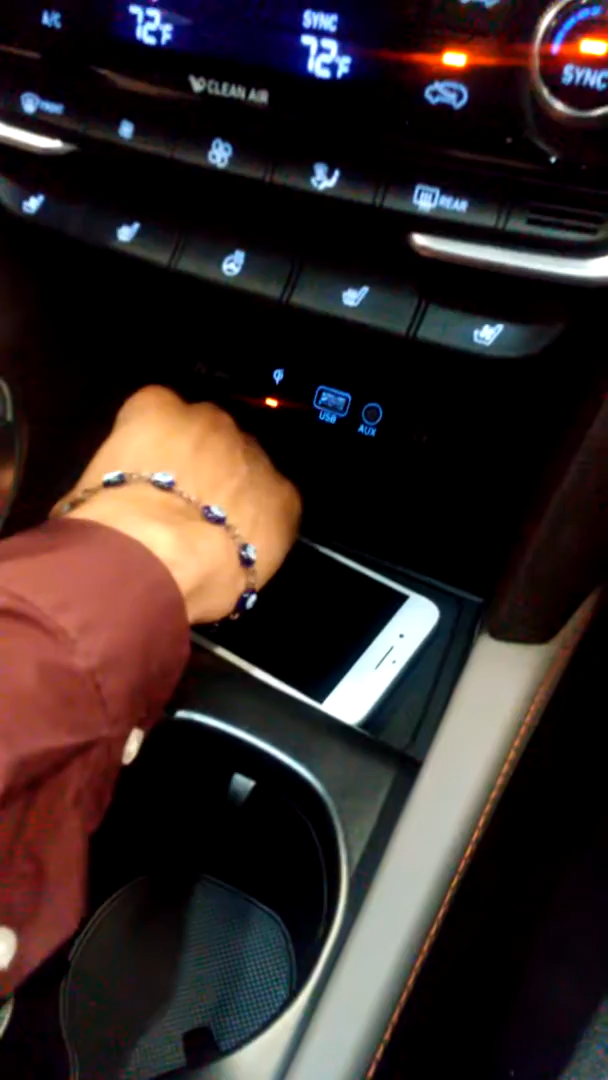 A/C
72°F
SYNC
72°F
SYNC
CLEAN AIR
FRONT
REAR
USB
AUX